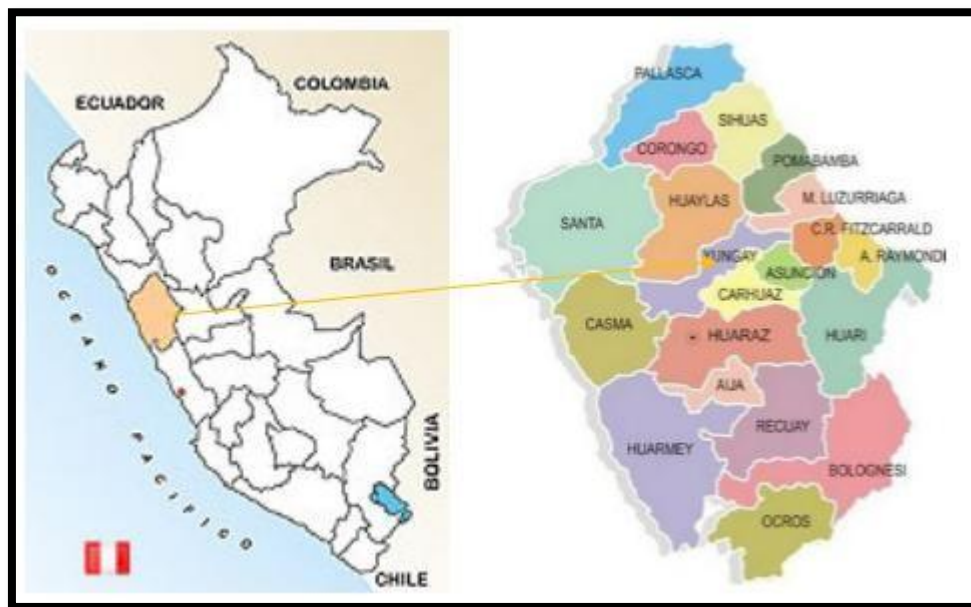 COLOMBIA
ECUADOR
BRASIL
BOLIVIA
OCEANO PACÍFICO
CHILE
PALLASCA
SIHUAS
CORONGO
POMABAMBA
HUAYLAS
M. LUZURRIAGA
SANTA
C.R. FITZCARRALD
YUNGAY
A. RAYMONDI
ASUNCION
CARHUAZ
CASMA
HUARAZ
HUARI
AIJA
RECUAY
HUARMEY
BOLOGNESI
OCROS